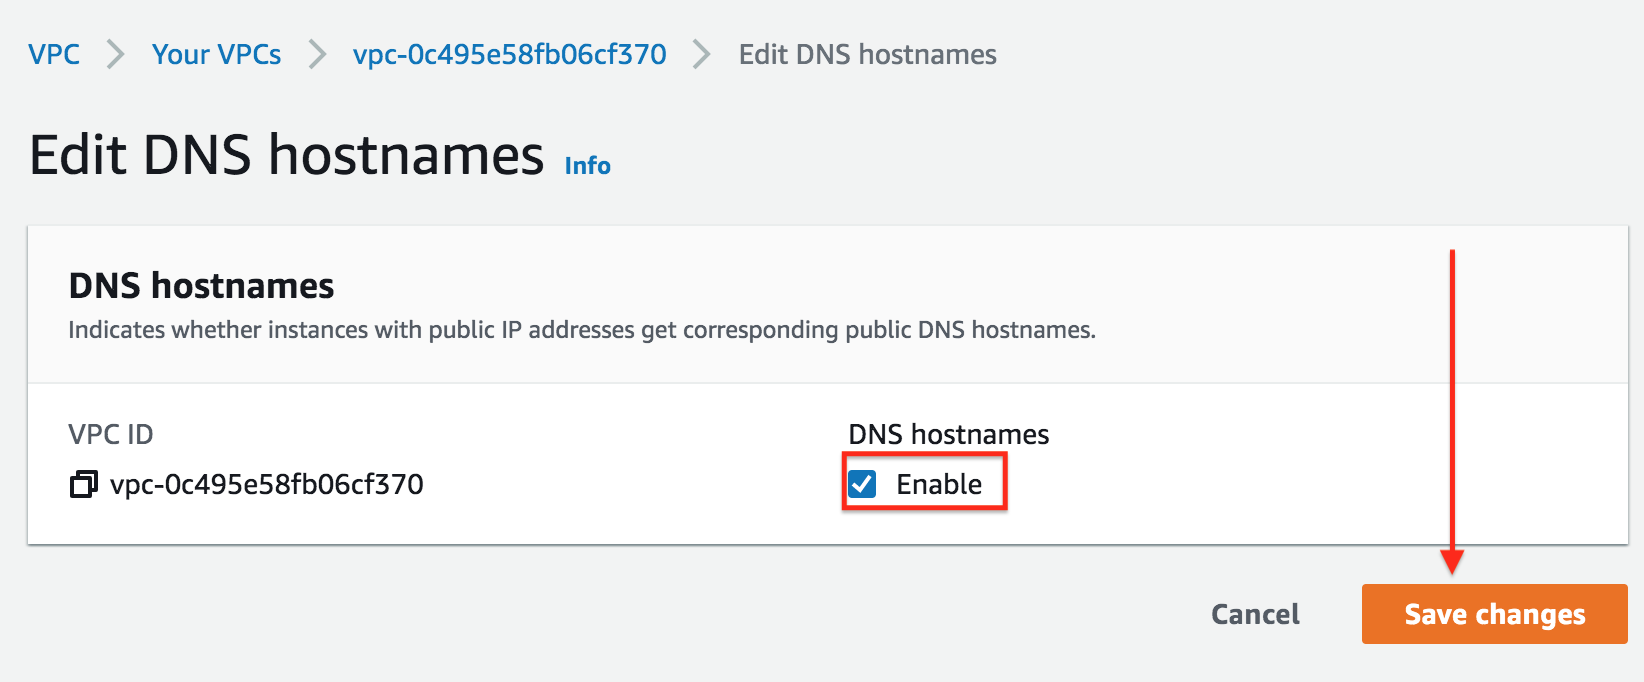 VPC > Your VPCs > vpc-0c495e58fb06cf370 > Edit DNS hostnames
Edit DNS hostnames Info
DNS hostnames
Indicates whether instances with public IP addresses get corresponding public DNS hostnames.
VPC ID
vpc-0c495e58fb06cf370
DNS hostnames
Enable
Cancel
Save changes